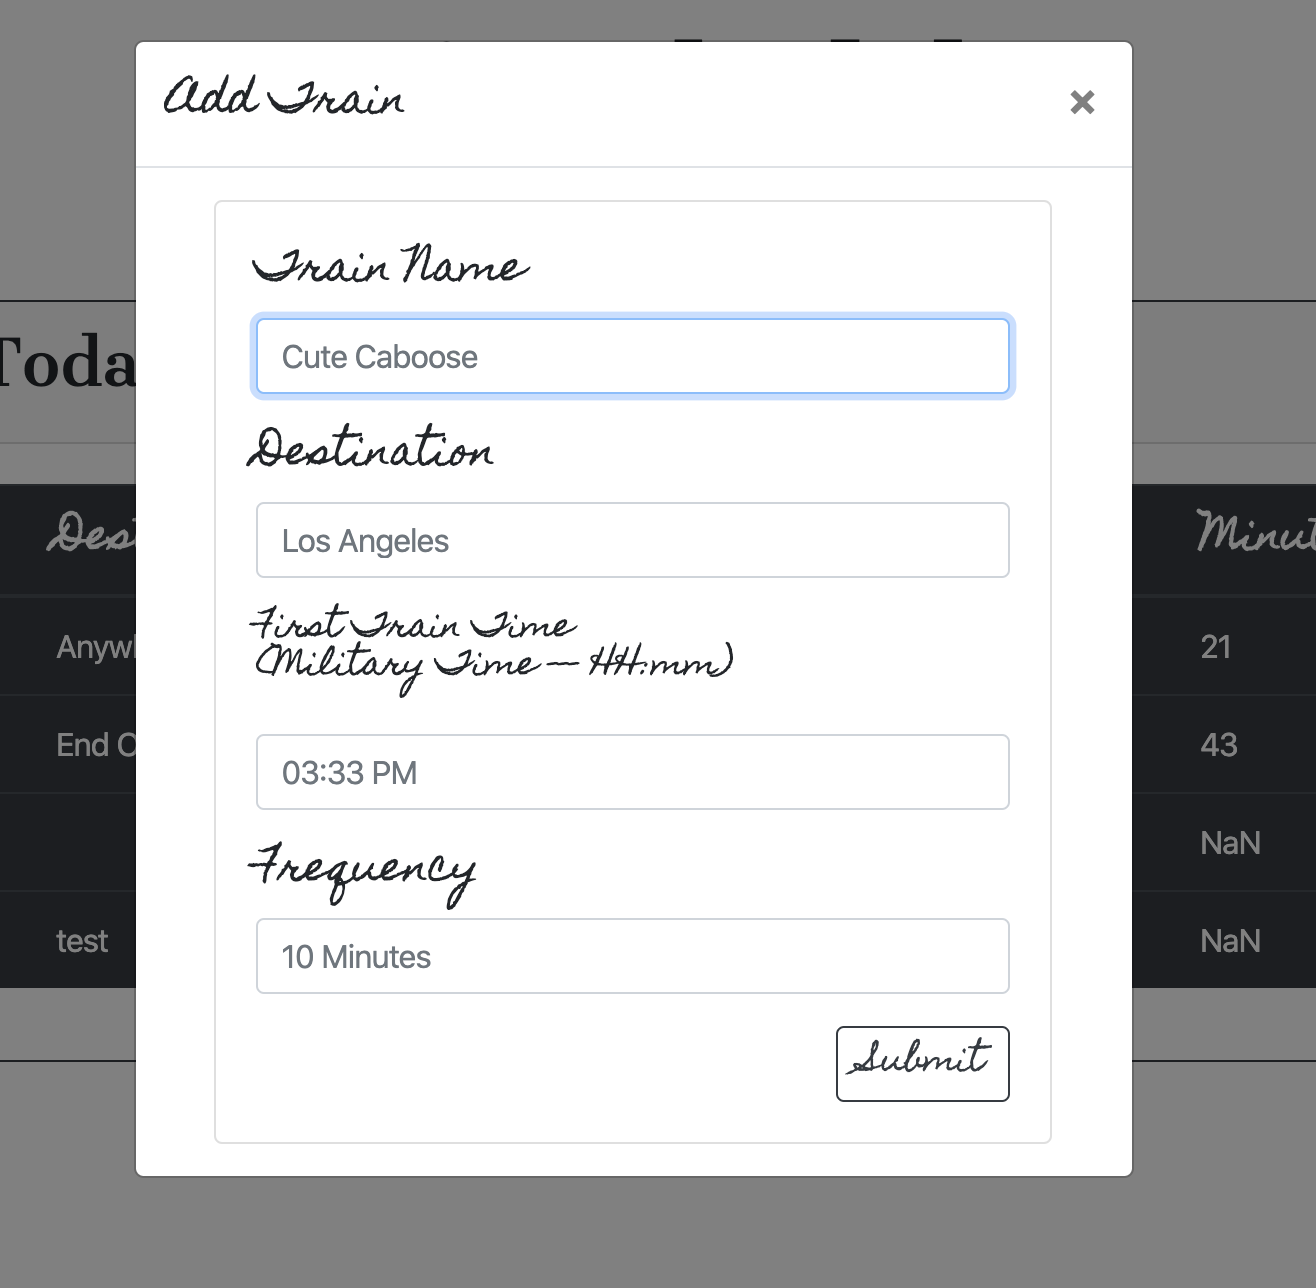 Add Train
×
Train Name
Cute Caboose
Destination
Los Angeles
First Train Time
(Military Time — HH:mm)
03:33 PM
Frequency
10 Minutes
Submit
Toda
Dest
Minut
Anywh
21
End O
43
NaN
test
NaN